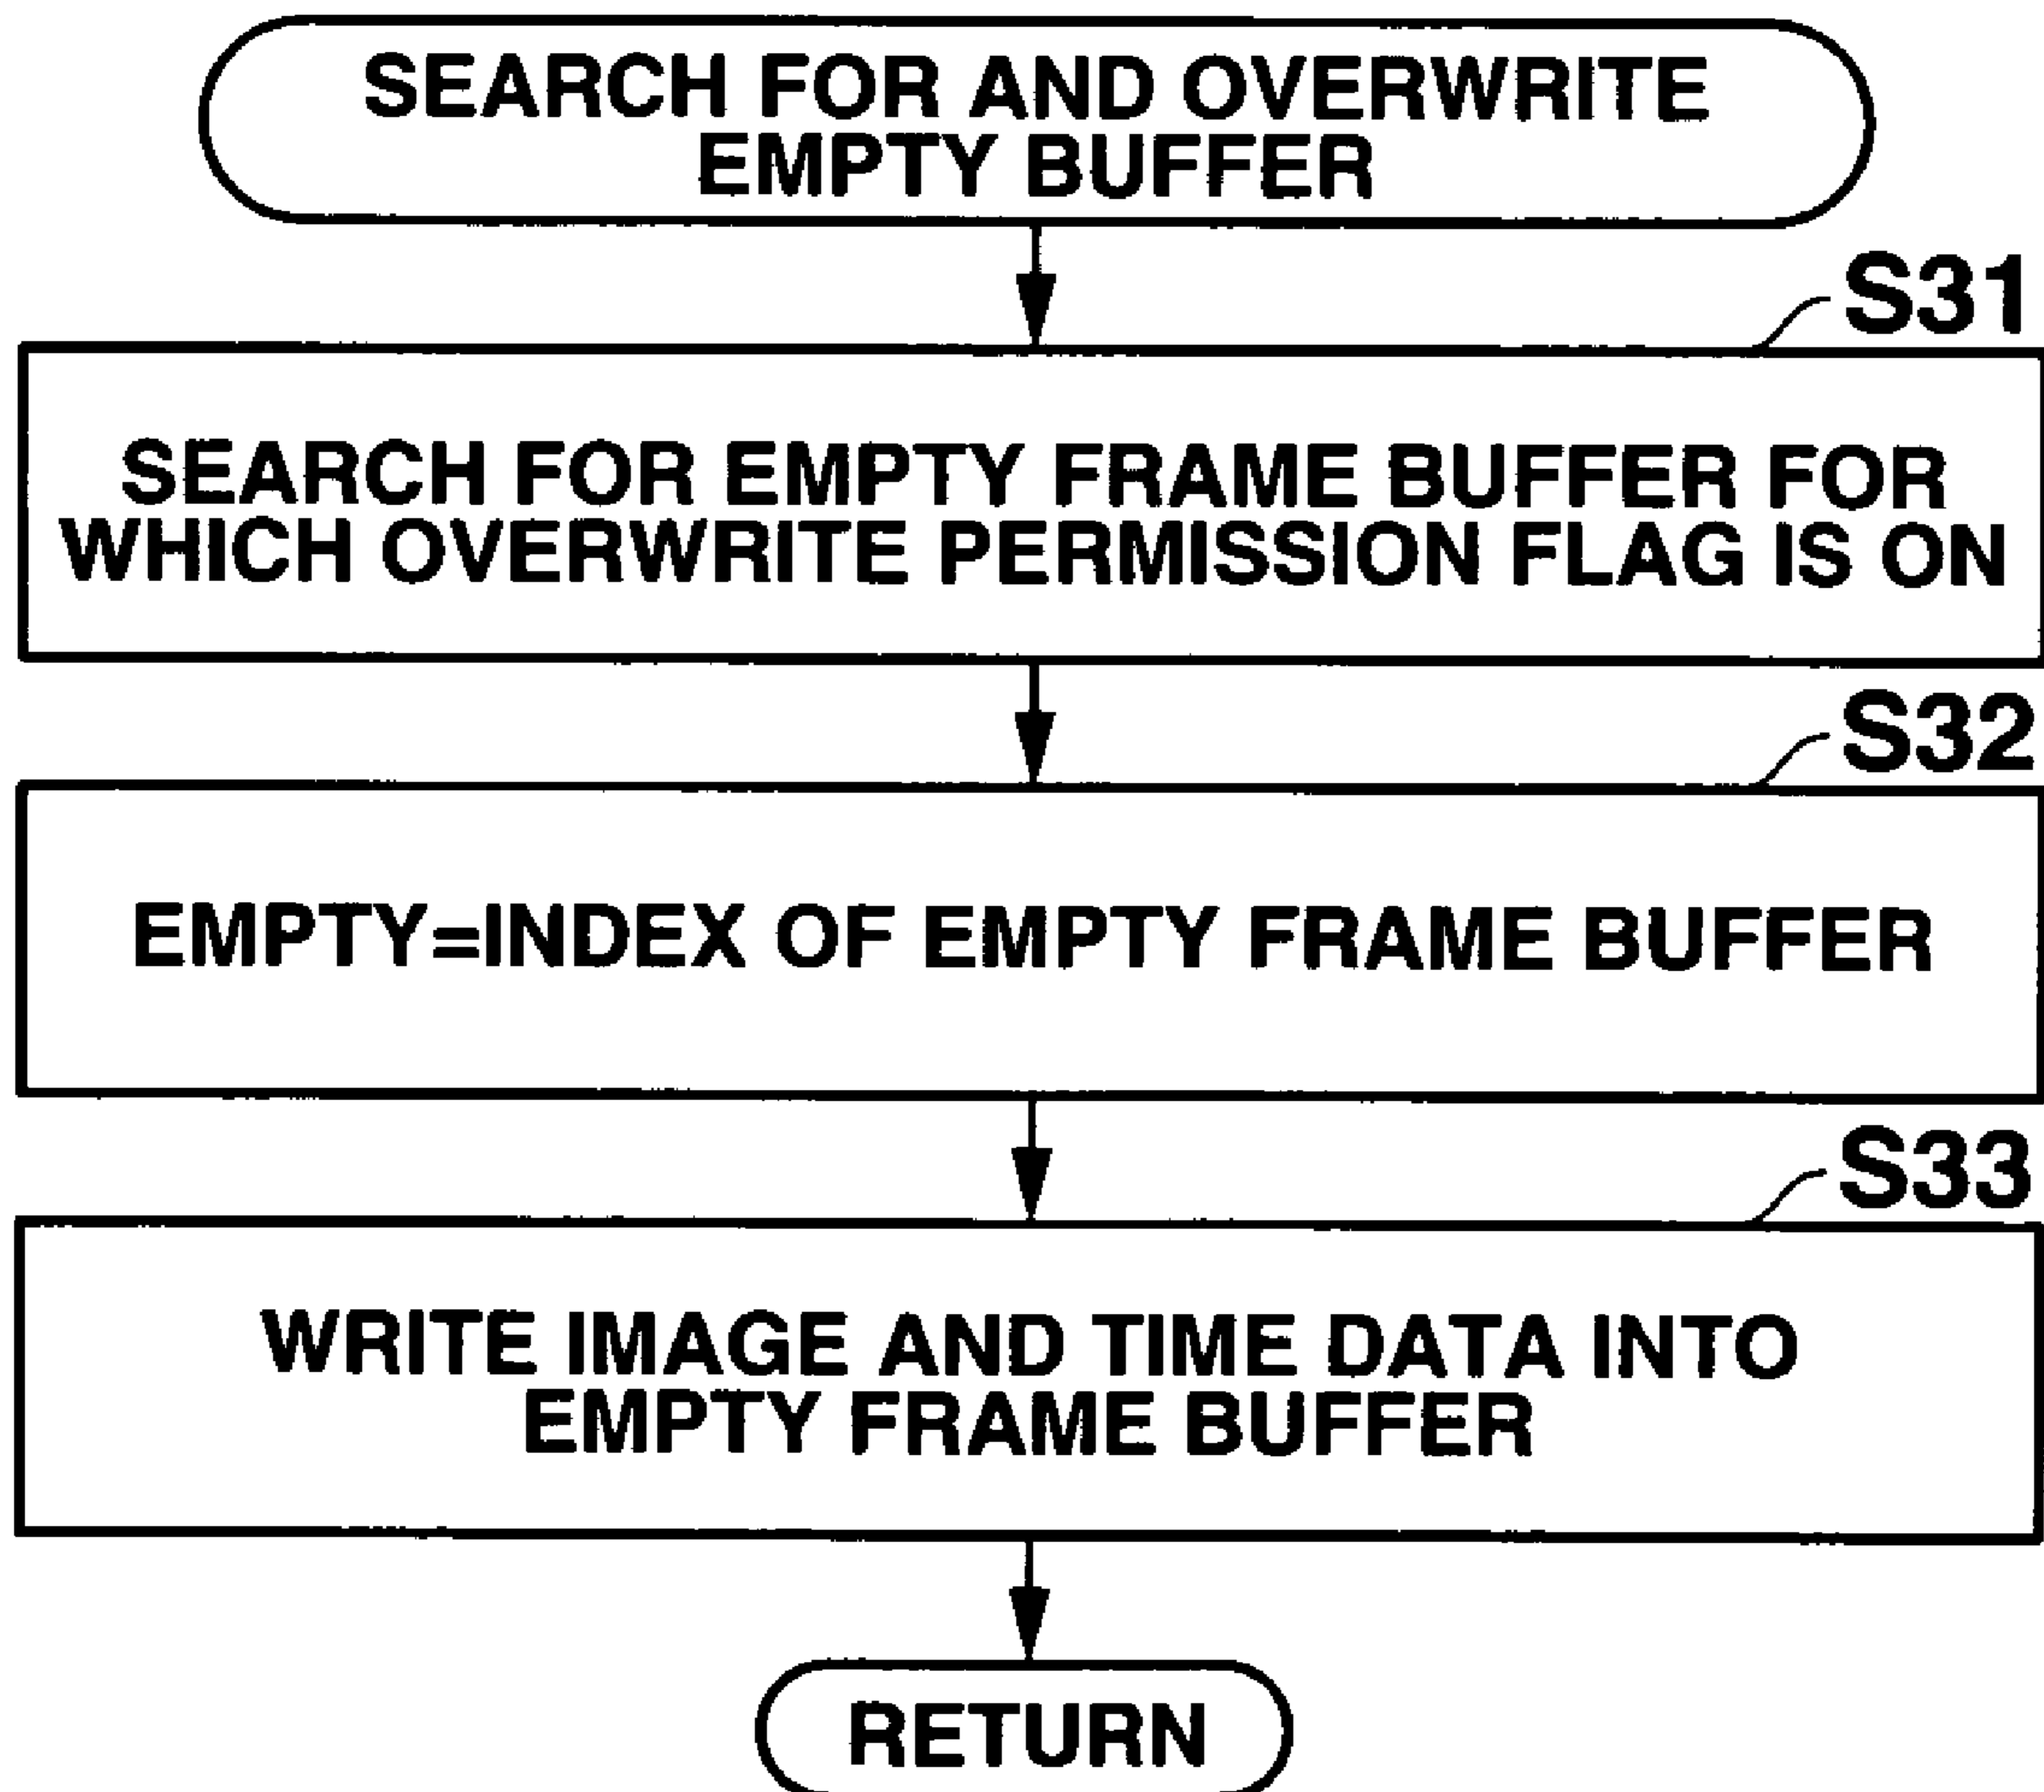 SEARCH FOR AND OVERWRITE
EMPTY BUFFER
S31
SEARCH FOR EMPTY FRAME BUFFER FOR
WHICH OVERWRITE PERMISSION FLAG IS ON
S32
EMPTY=INDEX OF EMPTY FRAME BUFFER
S33
WRITE IMAGE AND TIME DATA INTO
EMPTY FRAME BUFFER
RETURN